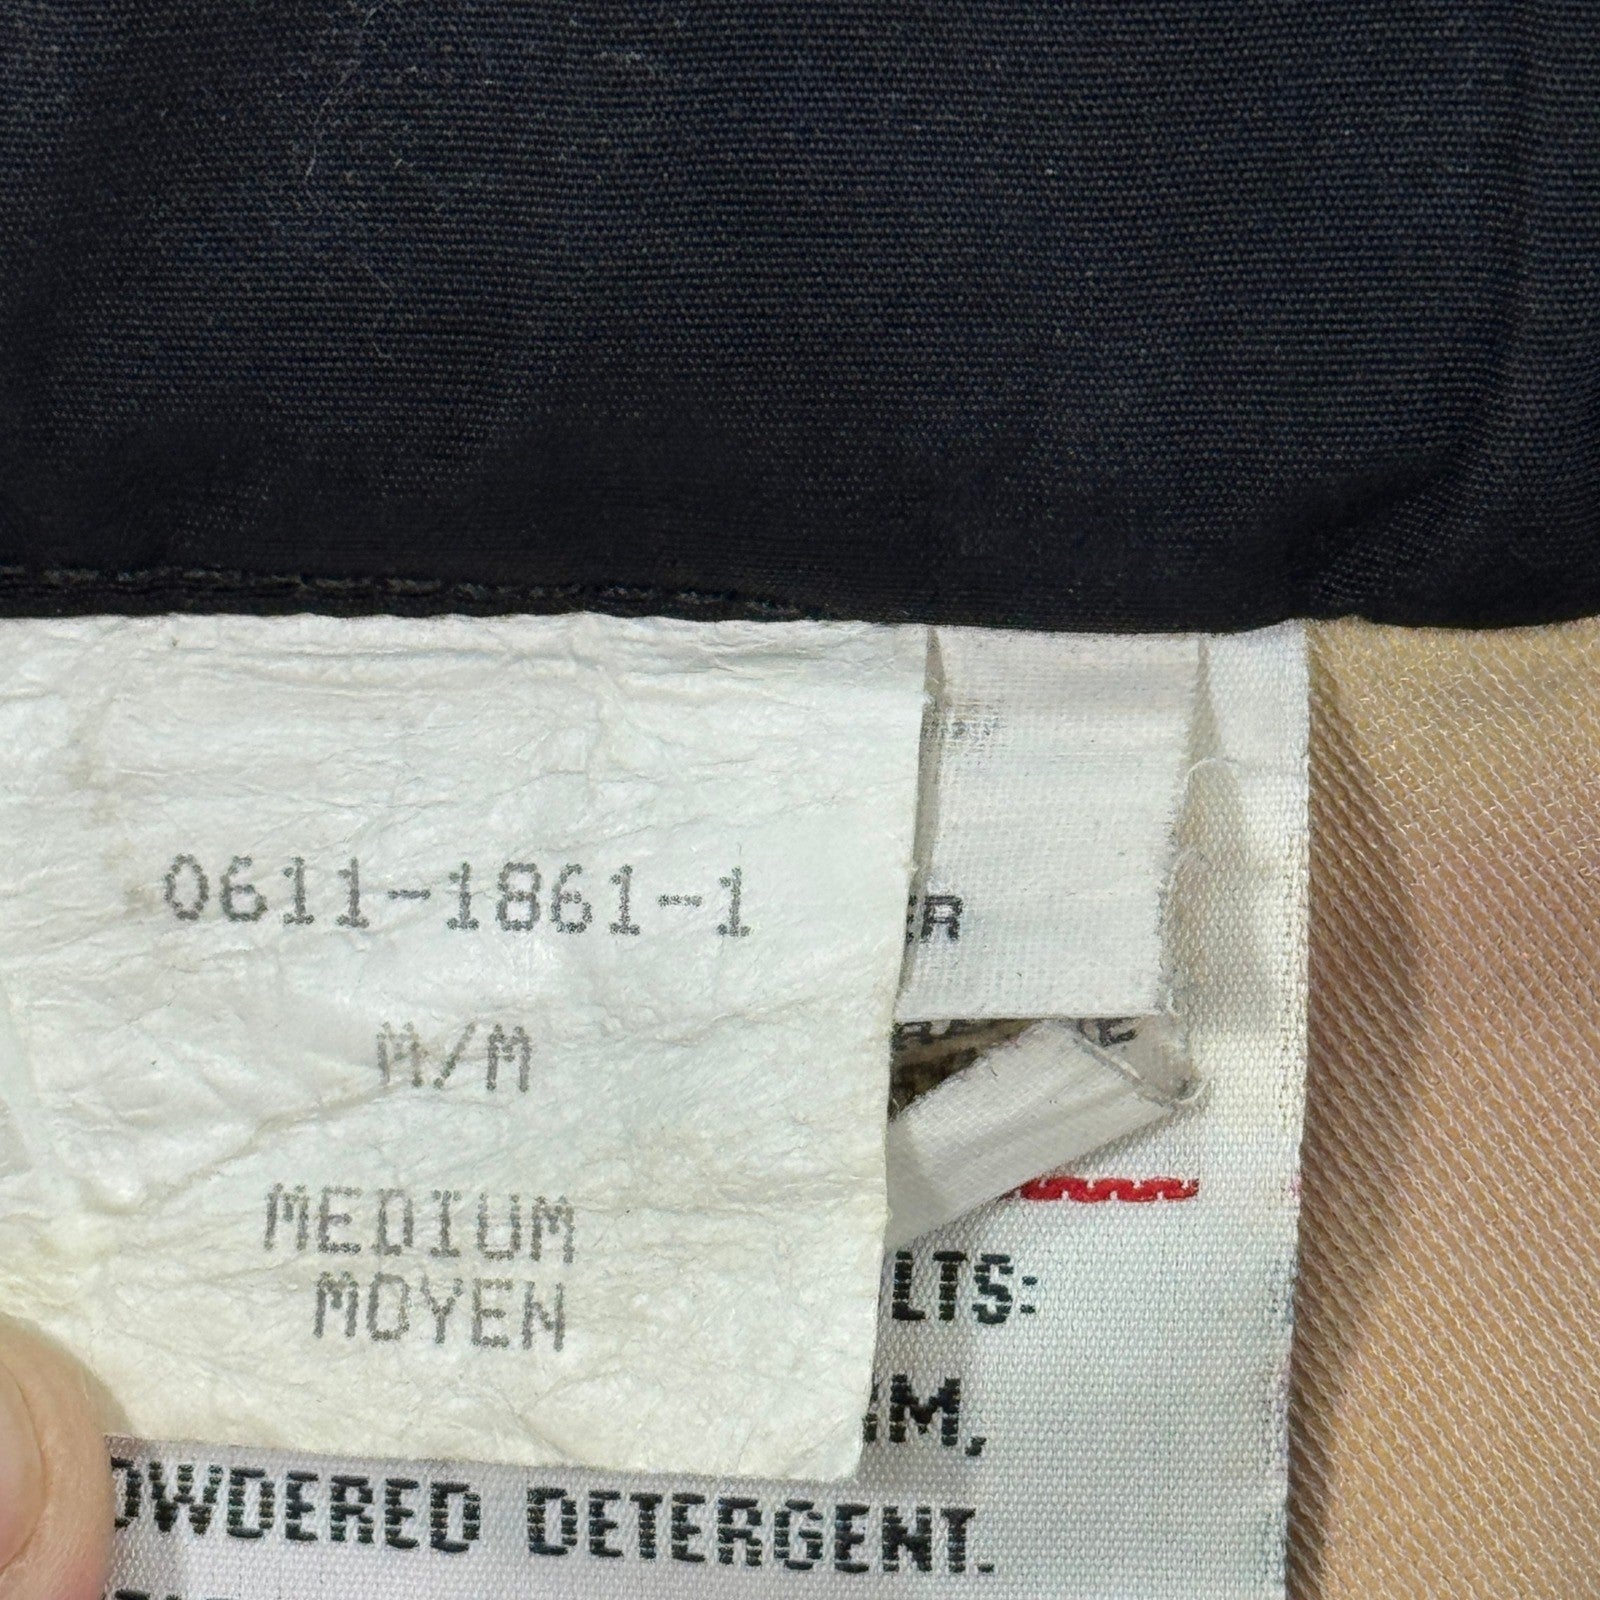 0611-1861-1
ER
M/M
MEDIUM
MOYEN
LTS:
M,
OWDERED DETERGENT.